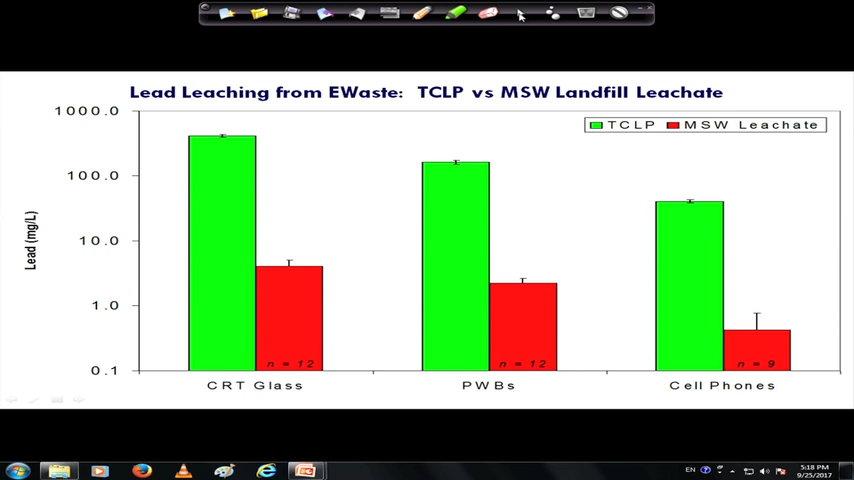 Lead Leaching from EWaste: TCLP vs MSW Landfill Leachate
1000.0
TCLP MSW Leachate
100.0
Lead (mg/L)
10.0
1.0
n = 12
n = 12
n = 9
0.1
CRT Glass
PWBs
Cell Phones
EN
5:18 PM
9/25/2017